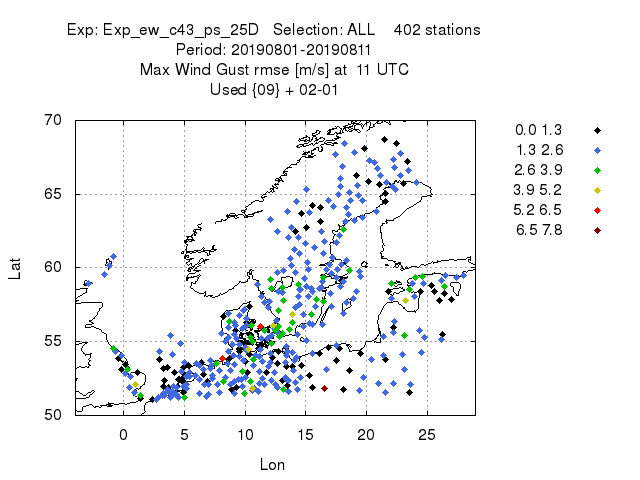 Exp: Exp_ew_c43_ps_25D   Selection: ALL    402 stations
Period: 20190801-20190811
Max Wind Gust rmse [m/s] at  11 UTC
Used {09} + 02-01
70
65
60
55
50
Lat
0
5
10
15
20
25
Lon
0.0 1.3
1.3 2.6
2.6 3.9
3.9 5.2
5.2 6.5
6.5 7.8